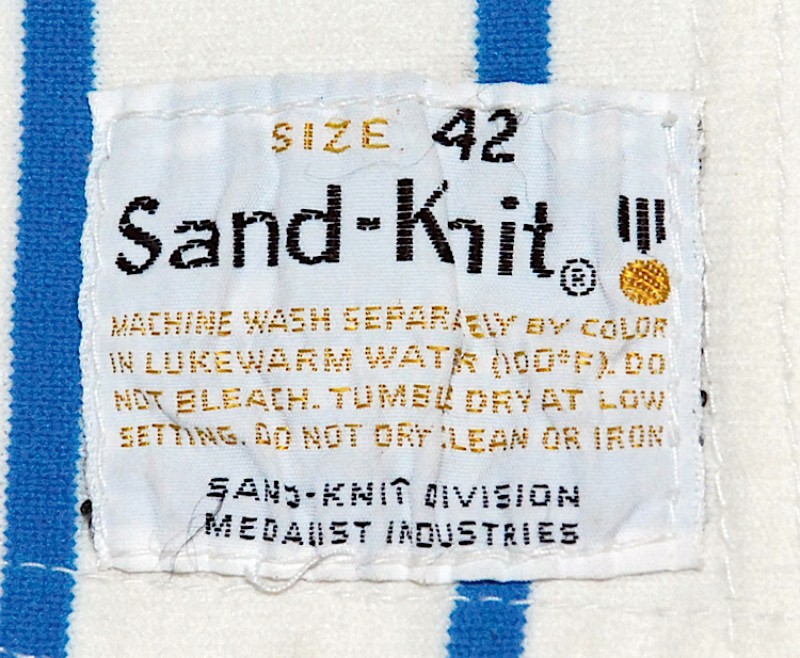 SIZE 42
Sand-Knit ®
MACHINE WASH SEPARATELY BY COLOR
IN LUKEWARM WATER (100°F). DO
NOT BLEACH. TUMBLE DRY AT LOW
SETTING. DO NOT DRY CLEAN OR IRON
SAND-KNIT DIVISION
MEDALIST INDUSTRIES